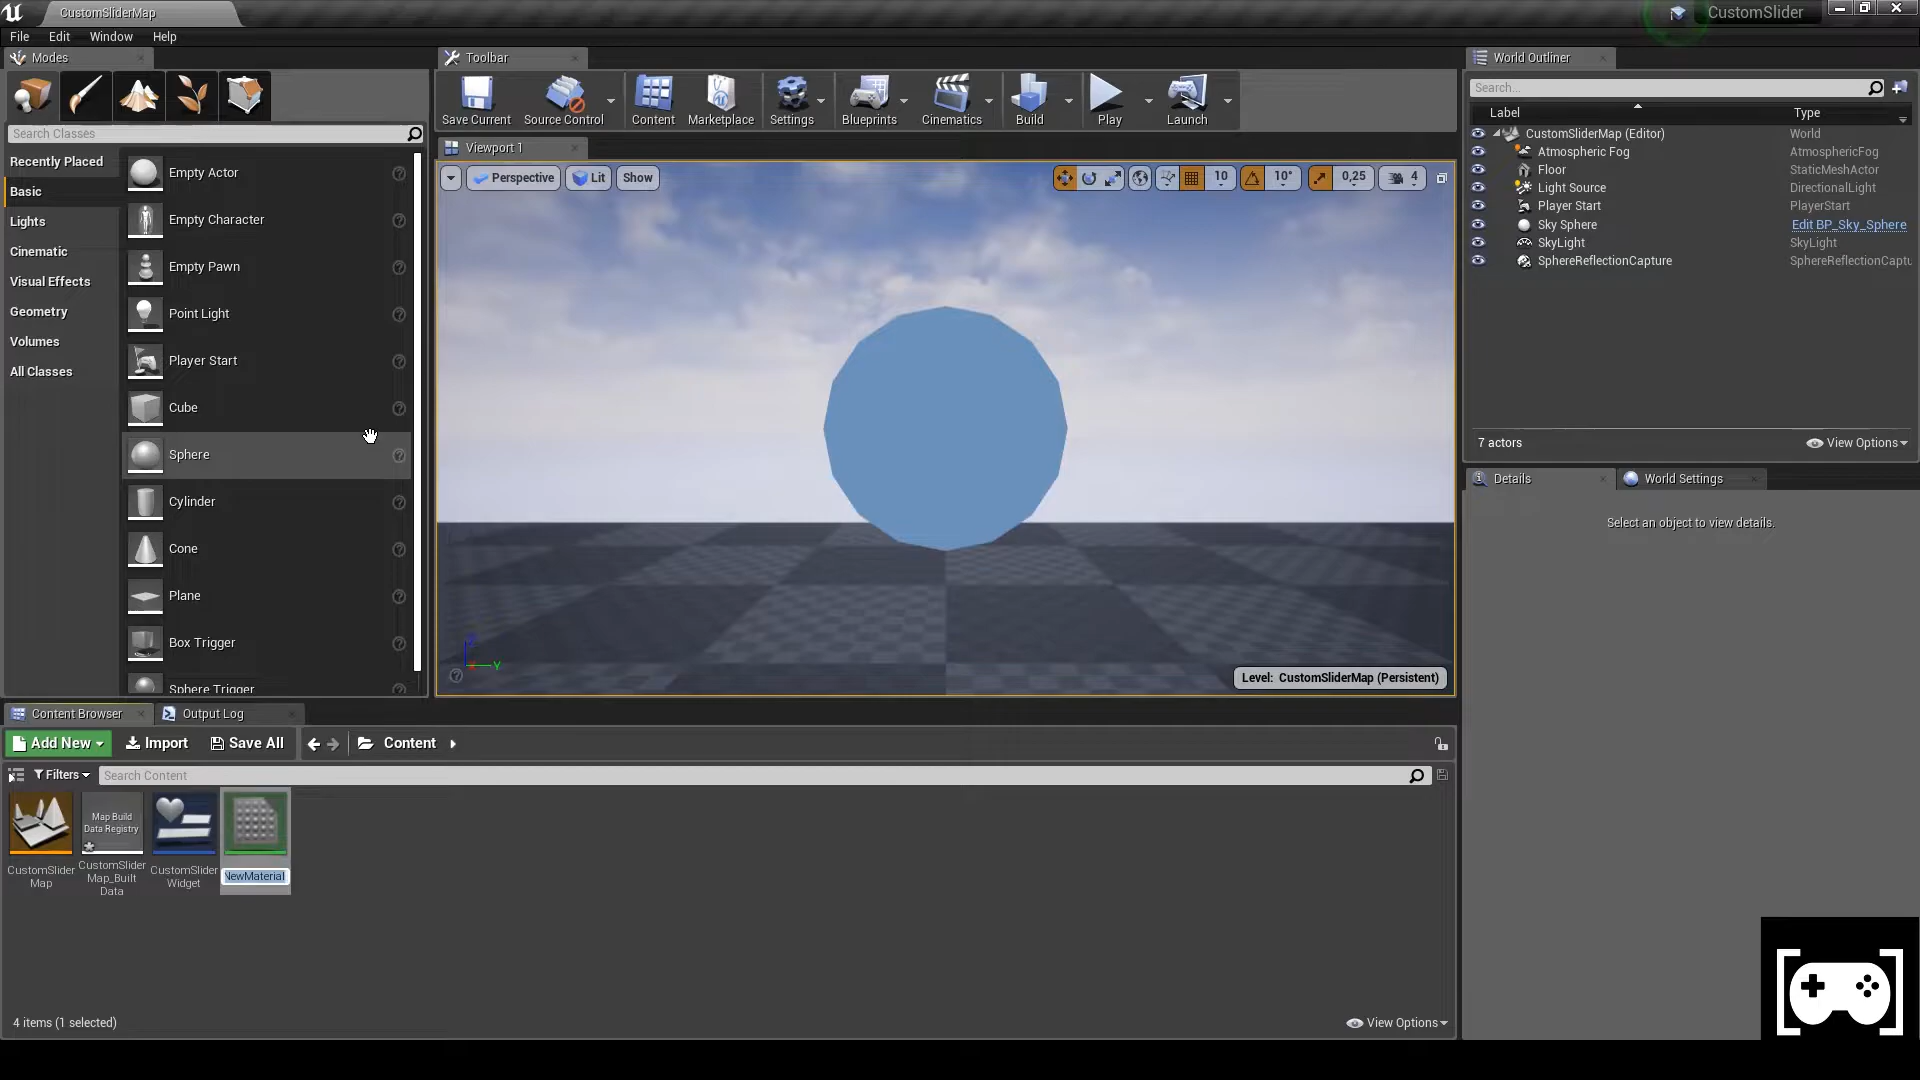 CustomSliderMap
CustomSlider
File Edit Window Help
Modes
Toolbar
World Outliner
Search Classes
Save Current
Source Control
Content
Marketplace
Settings
Blueprints
Cinematics
Build
Play
Launch
Search...
Label Type
CustomSliderMap (Editor) World
Atmospheric Fog AtmosphericFog
Floor StaticMeshActor
Light Source DirectionalLight
Player Start PlayerStart
Sky Sphere Edit BP_Sky_Sphere
SkyLight SkyLight
SphereReflectionCapture SphereReflectionCaptu
7 actors
View Options
Recently Placed
Basic
Lights
Cinematic
Visual Effects
Geometry
Volumes
All Classes
Empty Actor
Empty Character
Empty Pawn
Point Light
Player Start
Cube
Sphere
Cylinder
Cone
Plane
Box Trigger
Sphere Trigger
Viewport 1
Perspective Lit Show
10 10° 0,25 4
Y
Level: CustomSliderMap (Persistent)
Details
World Settings
Select an object to view details.
Content Browser
Output Log
Add New
Import
Save All
Content
Filters
Search Content
Map Build
Data Registry
CustomSlider
Map
CustomSlider
Map_Built
Data
CustomSlider
Widget
NewMaterial
4 items (1 selected)
View Options